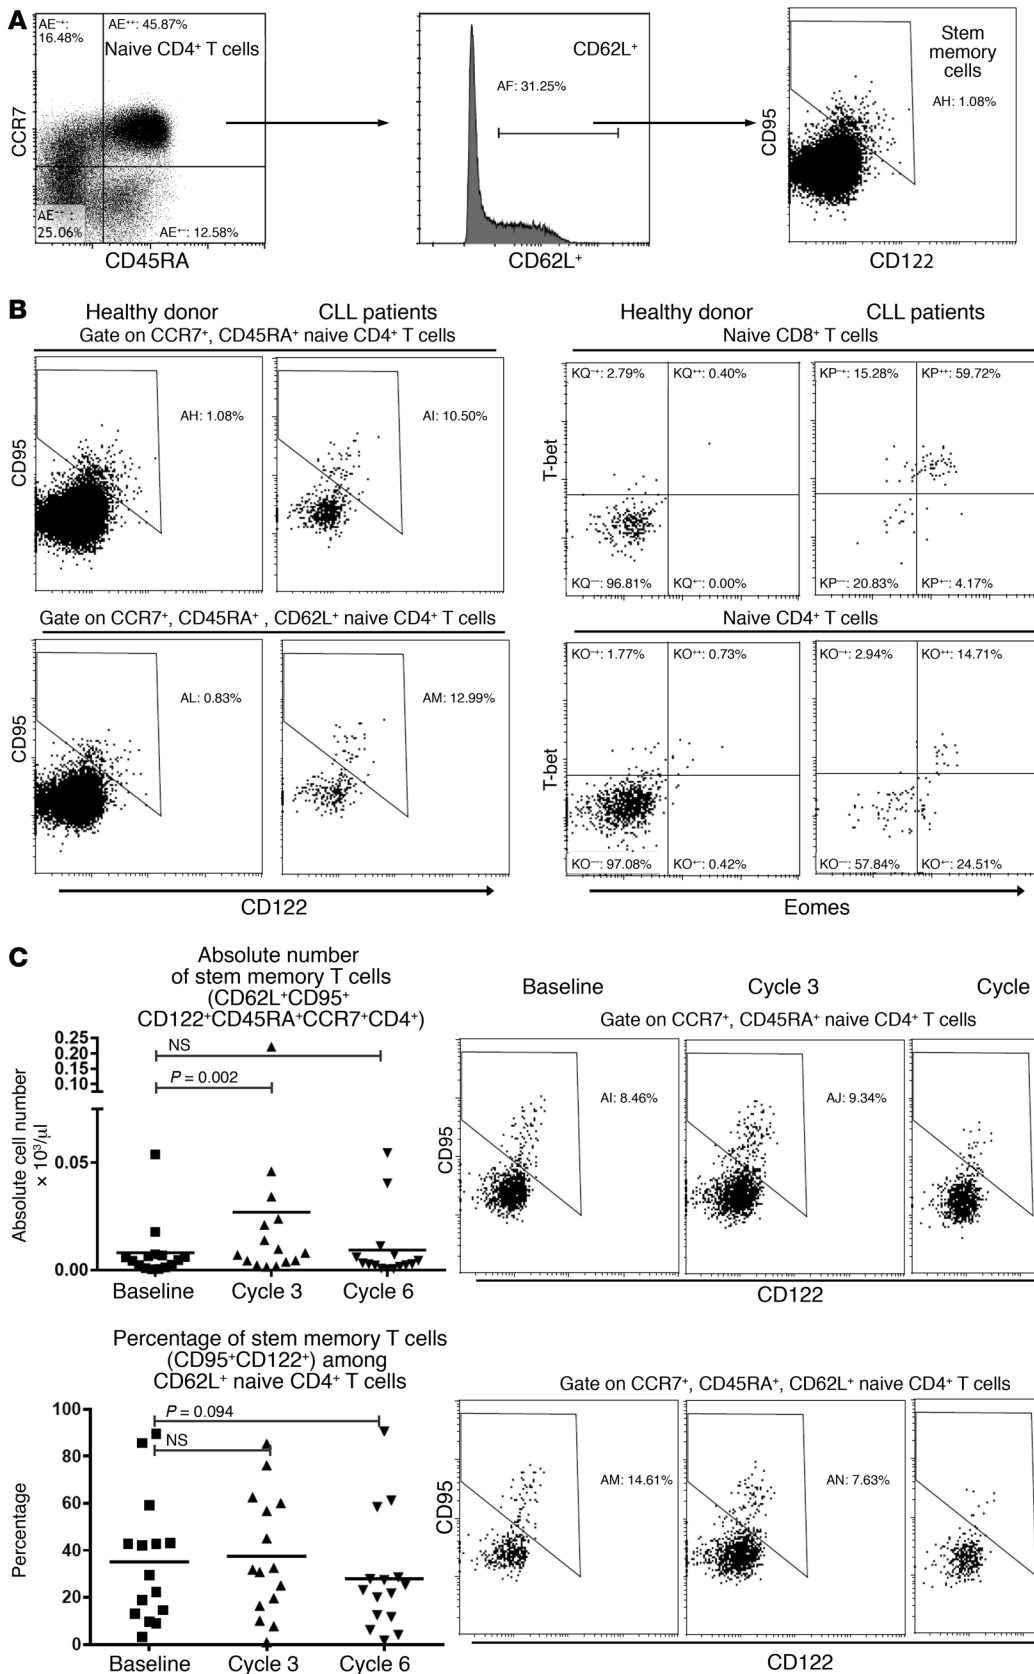 A
AE⁻⁺:
16.48%
AE⁺⁺: 45.87%
Naive CD4⁺ T cells
CCR7
AE⁻⁻ :
25.06%
AE⁺⁻: 12.58%
CD45RA
CD62L⁺
AF: 31.25%
CD62L⁺
Stem
memory
cells
AH: 1.08%
CD95
CD122
B
Healthy donor
CLL patients
Gate on CCR7⁺, CD45RA⁺ naive CD4⁺ T cells
CD95
AH: 1.08%
AI: 10.50%
Gate on CCR7⁺, CD45RA⁺ , CD62L⁺ naive CD4⁺ T cells
CD95
AL: 0.83%
AM: 12.99%
CD122
Healthy donor
CLL patients
Naive CD8⁺ T cells
T-bet
KQ⁻⁺: 2.79%
KQ⁺⁺: 0.40%
KP⁻⁺: 15.28%
KP⁺⁺: 59.72%
KQ⁻⁻: 96.81%
KQ⁺⁻: 0.00%
KP⁻⁻: 20.83%
KP⁺⁻: 4.17%
Naive CD4⁺ T cells
T-bet
KO⁻⁺: 1.77%
KO⁺⁺: 0.73%
KO⁻⁺: 2.94%
KO⁺⁺: 14.71%
KO⁻⁻: 97.08%
KO⁺⁻: 0.42%
KO⁻⁻: 57.84%
KO⁺⁻: 24.51%
Eomes
C
Absolute number
of stem memory T cells
(CD62L⁺CD95⁺
CD122⁺CD45RA⁺CCR7⁺CD4⁺)
Absolute cell number
× 10³/μl
0.25
0.20
0.15
0.10
0.05
0.00
NS
P = 0.002
Baseline
Cycle 3
Cycle 6
Baseline
Cycle 3
Cycle
Gate on CCR7⁺, CD45RA⁺ naive CD4⁺ T cells
CD95
AI: 8.46%
AJ: 9.34%
CD122
Percentage of stem memory T cells
(CD95⁺CD122⁺) among
CD62L⁺ naive CD4⁺ T cells
Percentage
100
80
60
40
20
0
P = 0.094
NS
Baseline
Cycle 3
Cycle 6
Gate on CCR7⁺, CD45RA⁺, CD62L⁺ naive CD4⁺ T cells
CD95
AM: 14.61%
AN: 7.63%
CD122